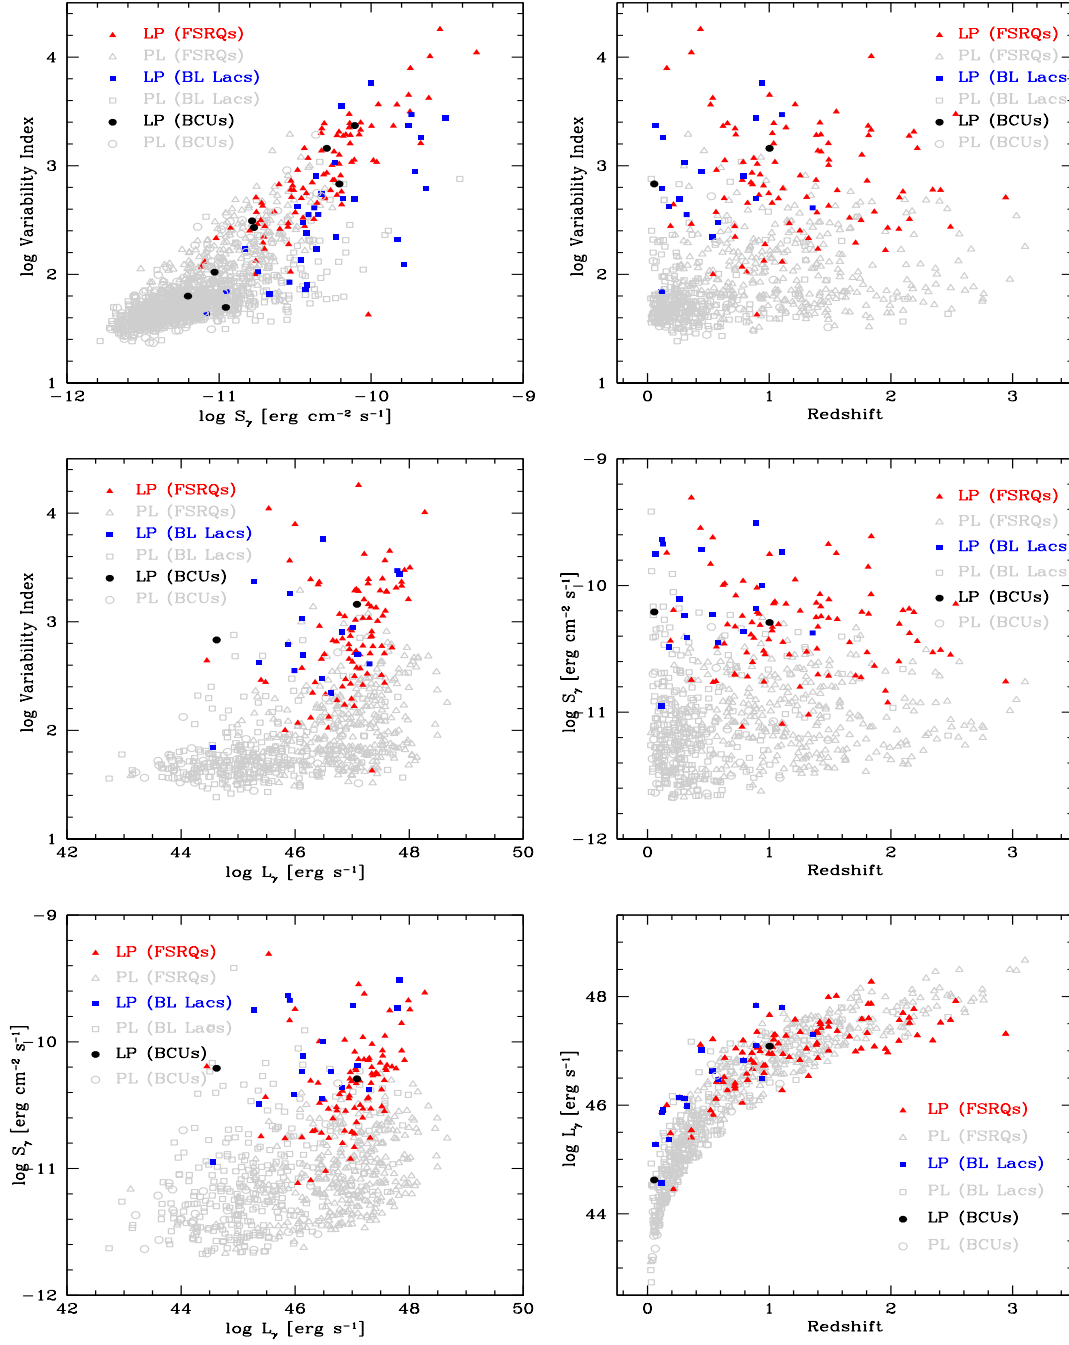 LP (FSRQs)
PL (FSRQs)
LP (BL Lacs)
PL (BL Lacs)
LP (BCUs)
PL (BCUs)
4
3
2
1
log Variability Index
-12
-11
-10
-9
log Sγ [erg cm−2 s−1]
LP (FSRQs)
PL (FSRQs)
LP (BL Lacs
PL (BL Lacs
LP (BCUs)
PL (BCUs)
4
3
2
1
log Variability Index
0
1
2
3
Redshift
LP (FSRQs)
PL (FSRQs)
LP (BL Lacs)
PL (BL Lacs)
LP (BCUs)
PL (BCUs)
4
3
2
1
log Variability Index
42
44
46
48
50
log Lγ [erg s−1]
LP (FSRQs)
PL (FSRQs)
LP (BL Lacs
PL (BL Lacs
LP (BCUs)
PL (BCUs)
-9
-10
-11
-12
log Sγ [erg cm−2 s−1]
0
1
2
3
Redshift
LP (FSRQs)
PL (FSRQs)
LP (BL Lacs)
PL (BL Lacs)
LP (BCUs)
PL (BCUs)
-9
-10
-11
-12
log Sγ [erg cm−2 s−1]
42
44
46
48
50
log Lγ [erg s−1]
48
46
44
log Lγ [erg s−1]
LP (FSRQs)
PL (FSRQs)
LP (BL Lacs)
PL (BL Lacs)
LP (BCUs)
PL (BCUs)
0
1
2
3
Redshift